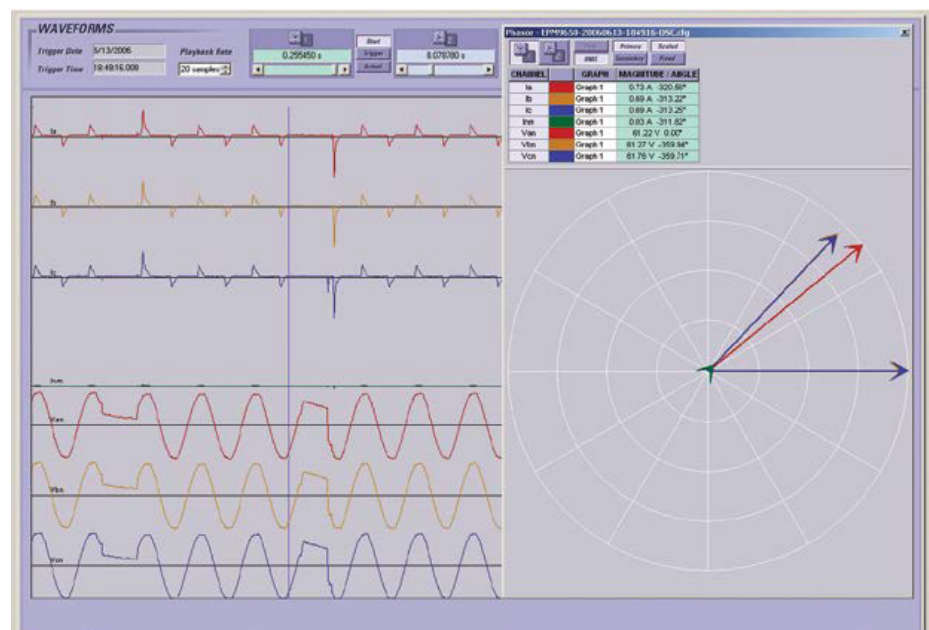 WAVEFORMS
Trigger Date 6/13/2006 Playback Rate
Trigger Time 18:49:16.000 20 samples
0.255450 s
Start
Trigger
0.078780 s
Phasor - EPM9650-20060613-184916-OSC.cfg
RMS
Primary
Secondary
Scaled
Fixed
CHANNEL GRAPH MAGNITUDE / ANGLE
Ia Graph 1 0.73 A -320.66°
Ib Graph 1 0.69 A -313.22°
Ic Graph 1 0.69 A -313.25°
Inm Graph 1 0.03 A -311.82°
Van Graph 1 61.22 V 0.00°
Vbn Graph 1 61.27 V -359.94°
Vcn Graph 1 61.76 V -359.71°
Ia
Ib
Ic
Inm
Van
Vbn
Vcn